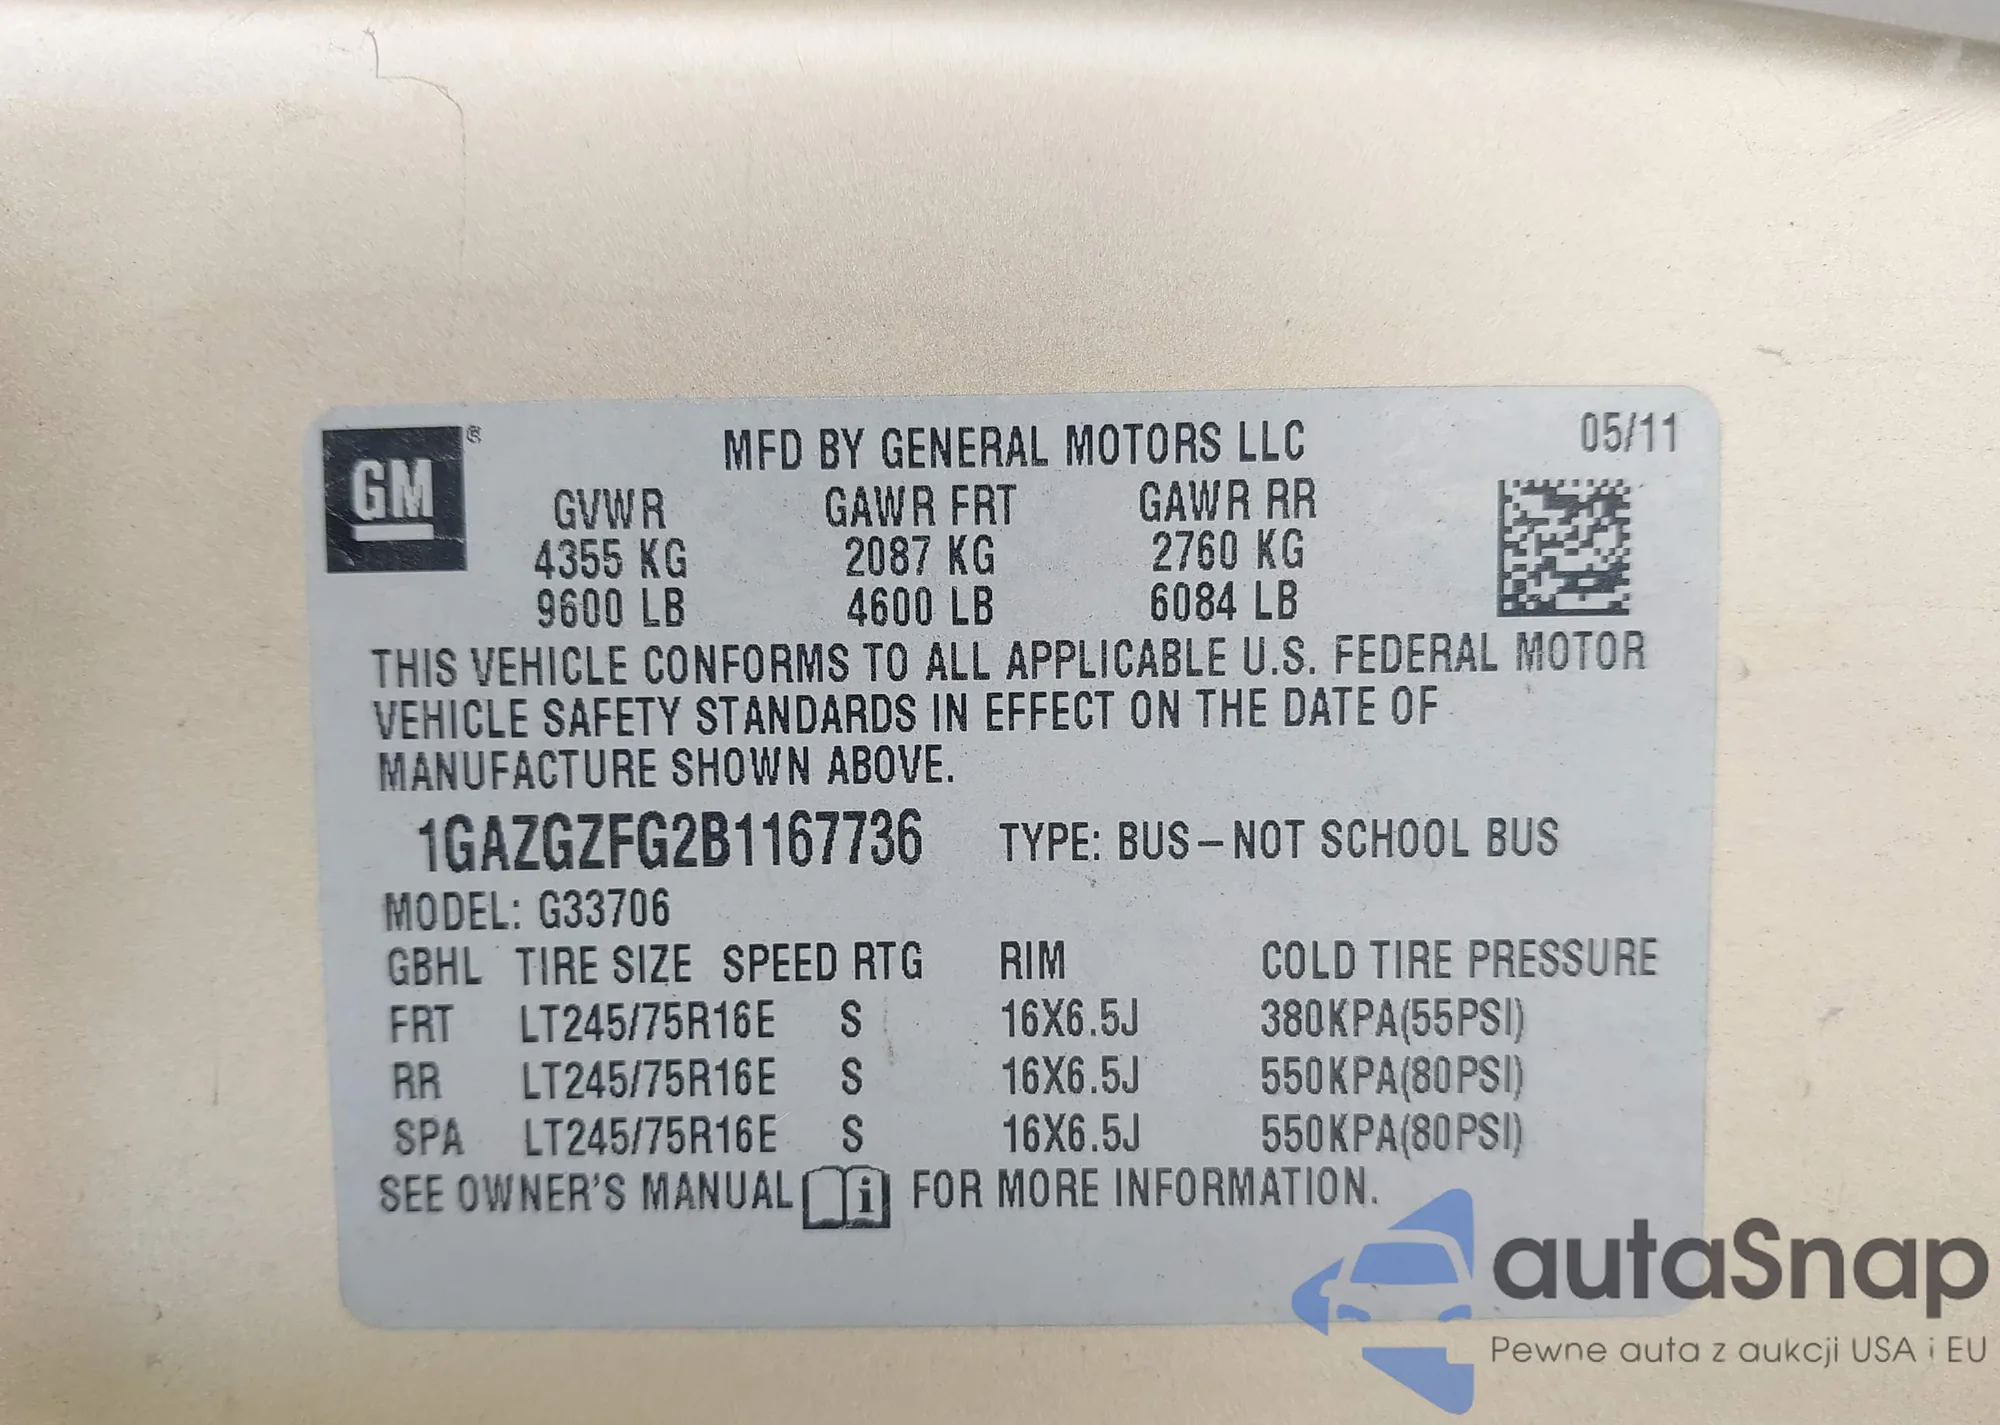 GM®
MFD BY GENERAL MOTORS LLC 05/11
GVWR GAWR FRT GAWR RR
4355 KG 2087 KG 2760 KG
9600 LB 4600 LB 6084 LB
THIS VEHICLE CONFORMS TO ALL APPLICABLE U.S. FEDERAL MOTOR
VEHICLE SAFETY STANDARDS IN EFFECT ON THE DATE OF
MANUFACTURE SHOWN ABOVE.
1GAZGZFG2B1167736 TYPE: BUS-NOT SCHOOL BUS
MODEL: G33706
GBHL TIRE SIZE SPEED RTG RIM COLD TIRE PRESSURE
FRT LT245/75R16E S 16X6.5J 380KPA(55PSI)
RR LT245/75R16E S 16X6.5J 550KPA(80PSI)
SPA LT245/75R16E S 16X6.5J 550KPA(80PSI)
SEE OWNER'S MANUAL i FOR MORE INFORMATION.
autaSnap
Pewne auta z aukcji USA i EU